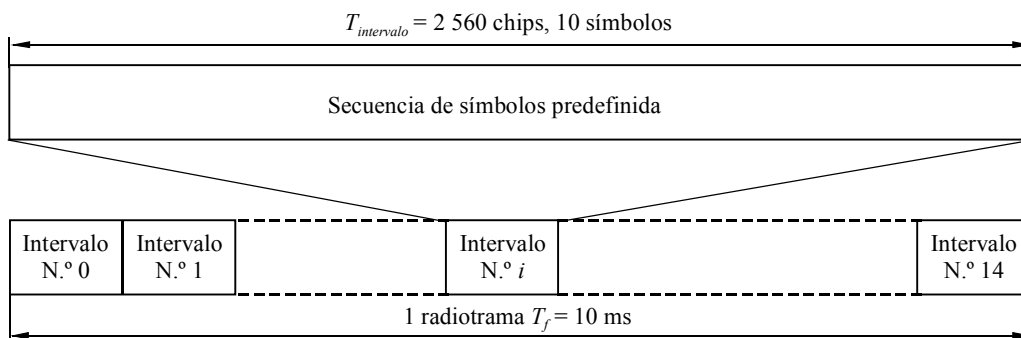 T_intervalo = 2 560 chips, 10 símbolos
Secuencia de símbolos predefinida
Intervalo N.º 0
Intervalo N.º 1
Intervalo N.º i
Intervalo N.º 14
1 radiotrama T_f = 10 ms